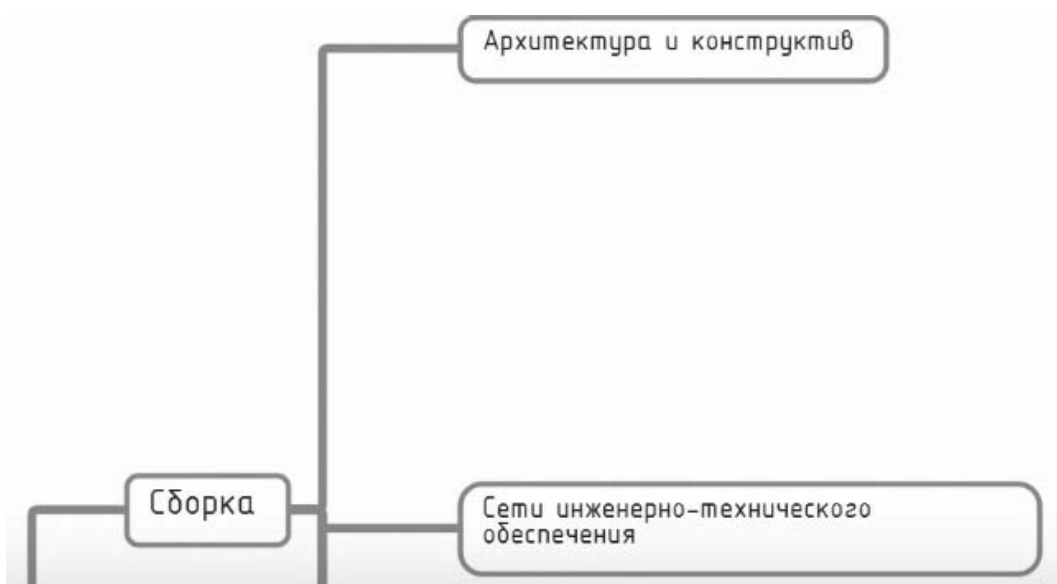 Архитектура и конструктив
Сборка
Сети инженерно-технического
обеспечения